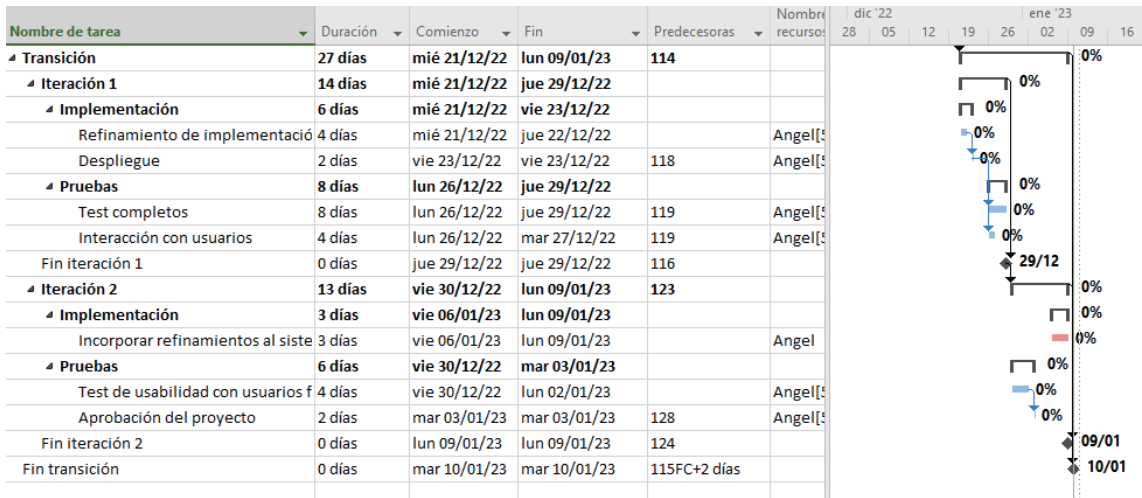 Nombre dic '22 ene '23
Nombre de tarea Duración Comienzo Fin Predecesoras recursos 28 05 12 19 26 02 09 16
Transición 27 días mié 21/12/22 lun 09/01/23 114 0%
Iteración 1 14 días mié 21/12/22 jue 29/12/22 0%
Implementación 6 días mié 21/12/22 vie 23/12/22 0%
Refinamiento de implementació 4 días mié 21/12/22 jue 22/12/22 Angel[5 0%
Despliegue 2 días vie 23/12/22 vie 23/12/22 118 Angel[5 0%
Pruebas 8 días lun 26/12/22 jue 29/12/22 0%
Test completos 8 días lun 26/12/22 jue 29/12/22 119 Angel[5 0%
Interacción con usuarios 4 días lun 26/12/22 mar 27/12/22 119 Angel[5 0%
Fin iteración 1 0 días jue 29/12/22 jue 29/12/22 116 29/12
Iteración 2 13 días vie 30/12/22 lun 09/01/23 123 0%
Implementación 3 días vie 06/01/23 lun 09/01/23 0%
Incorporar refinamientos al siste 3 días vie 06/01/23 lun 09/01/23 Angel 0%
Pruebas 6 días vie 30/12/22 mar 03/01/23 0%
Test de usabilidad con usuarios f 4 días vie 30/12/22 lun 02/01/23 Angel[5 0%
Aprobación del proyecto 2 días mar 03/01/23 mar 03/01/23 128 Angel[5 0%
Fin iteración 2 0 días lun 09/01/23 lun 09/01/23 124 09/01
Fin transición 0 días mar 10/01/23 mar 10/01/23 115FC+2 días 10/01